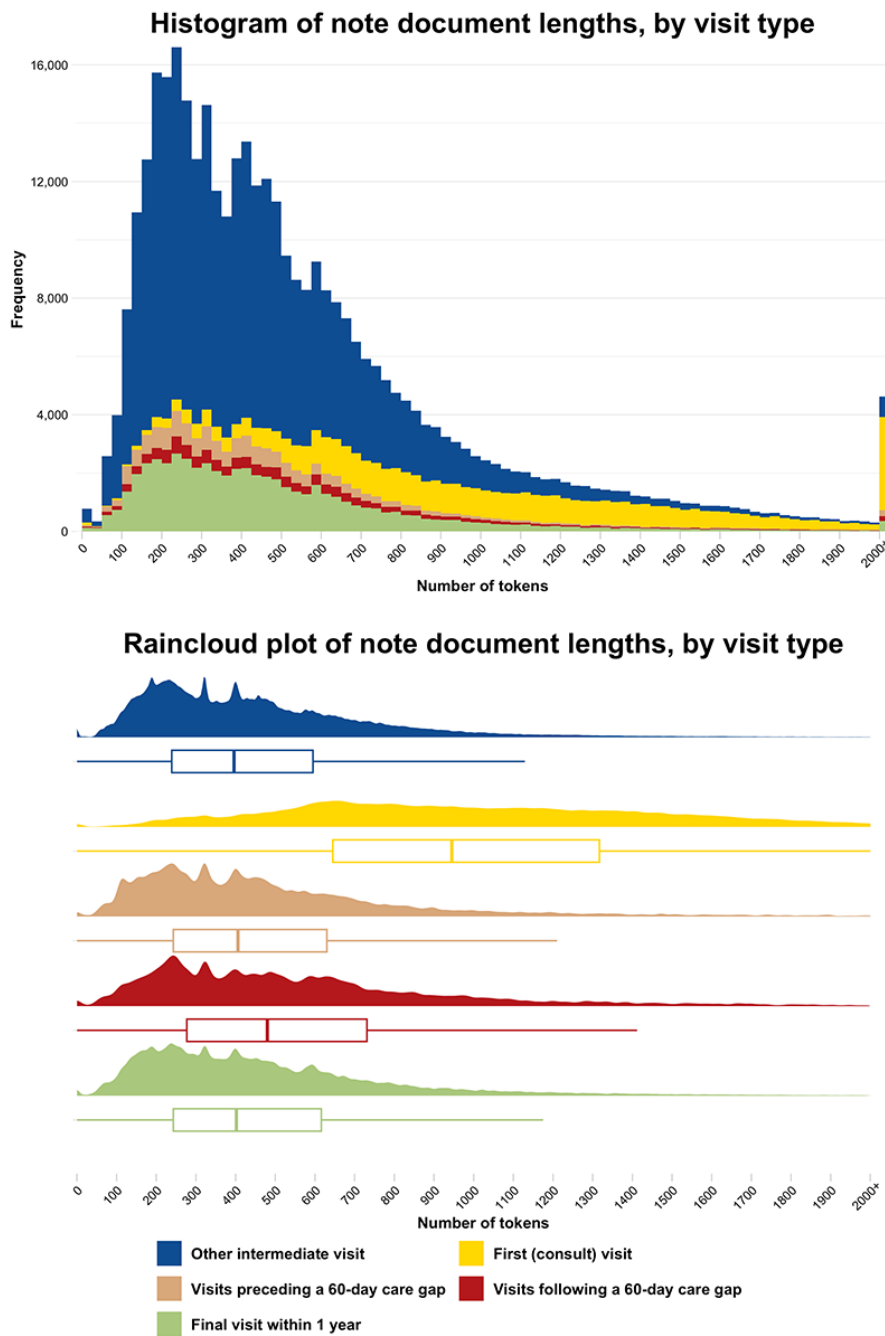 Histogram of note document lengths, by visit type
16,000
12,000
8,000
4,000
0
Frequency
0 100 200 300 400 500 600 700 800 900 1000 1100 1200 1300 1400 1500 1600 1700 1800 1900 2000+
Number of tokens
Raincloud plot of note document lengths, by visit type
0 100 200 300 400 500 600 700 800 900 1000 1100 1200 1300 1400 1500 1600 1700 1800 1900 2000+
Number of tokens
Other intermediate visit
First (consult) visit
Visits preceding a 60-day care gap
Visits following a 60-day care gap
Final visit within 1 year